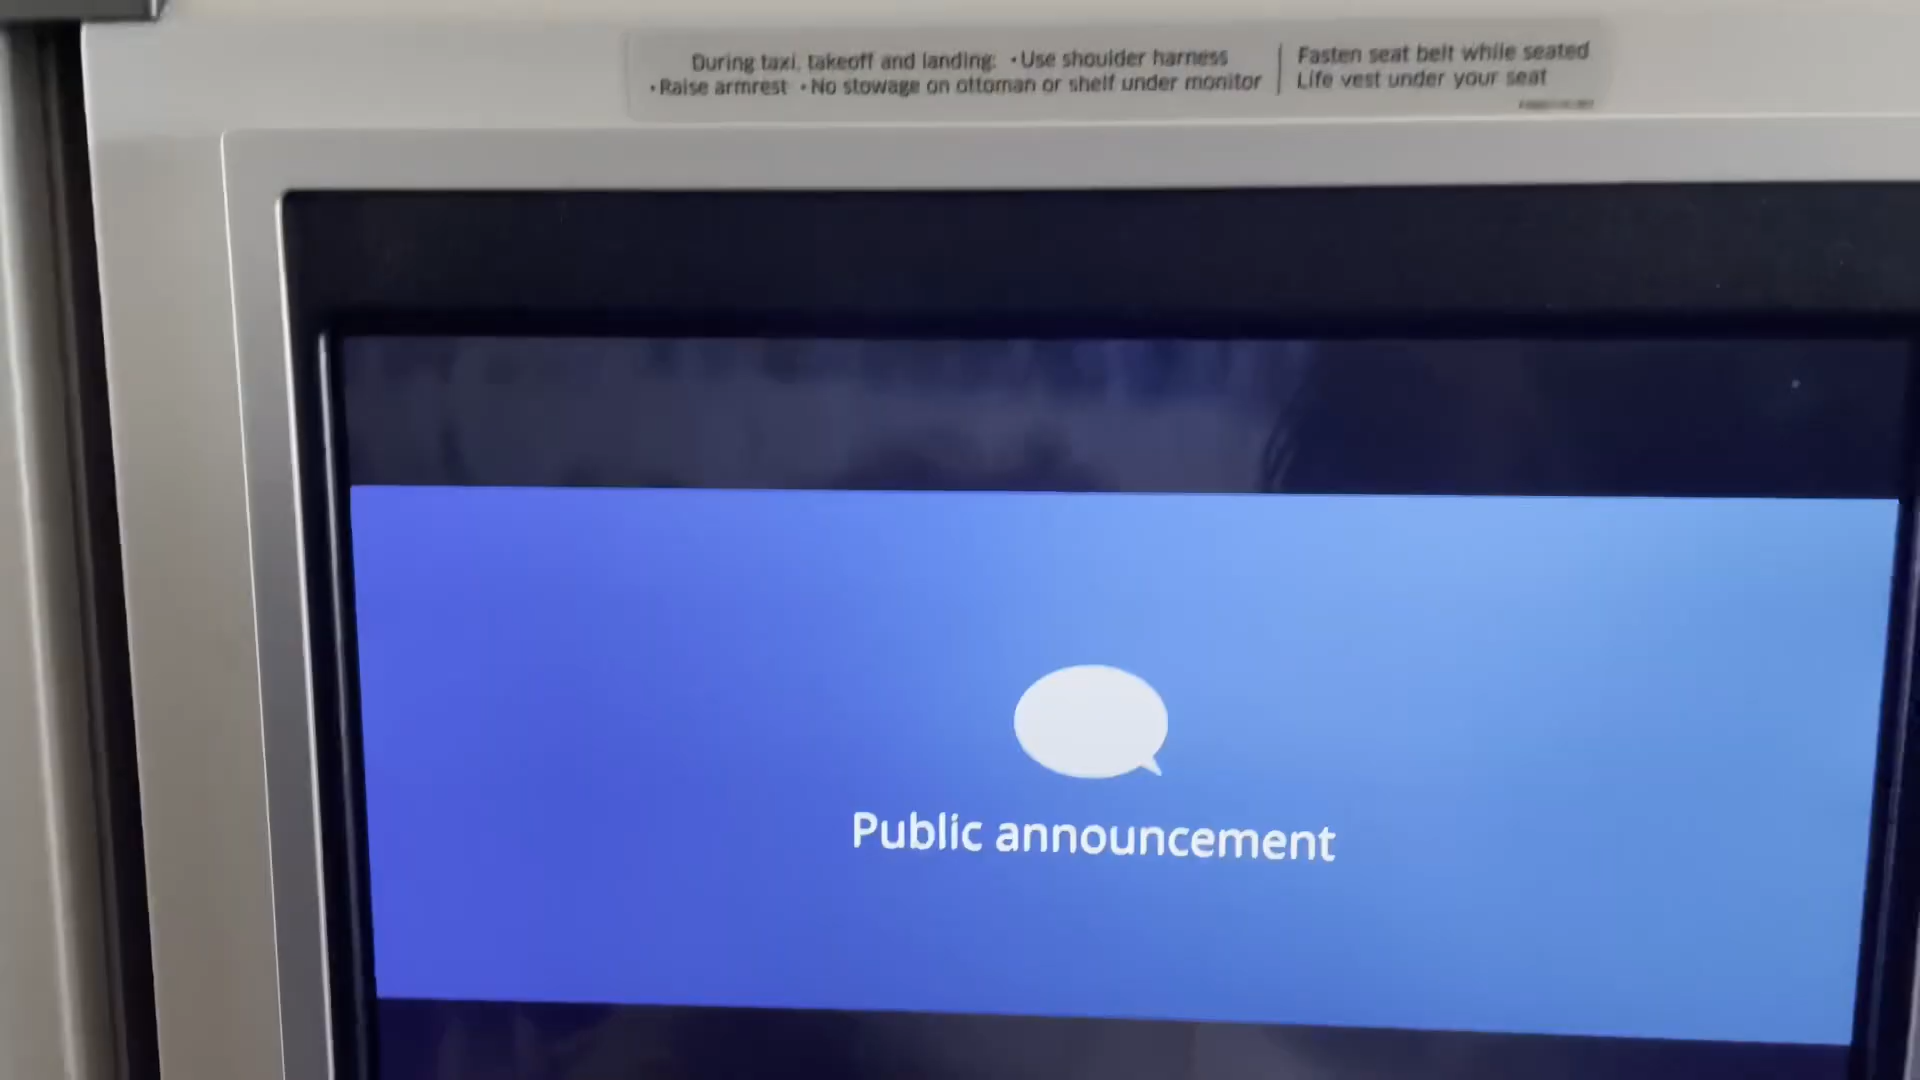 During taxi, takeoff and landing: •Use shoulder harness
•Raise armrest •No stowage on ottoman or shelf under monitor
Fasten seat belt while seated
Life vest under your seat
Public announcement